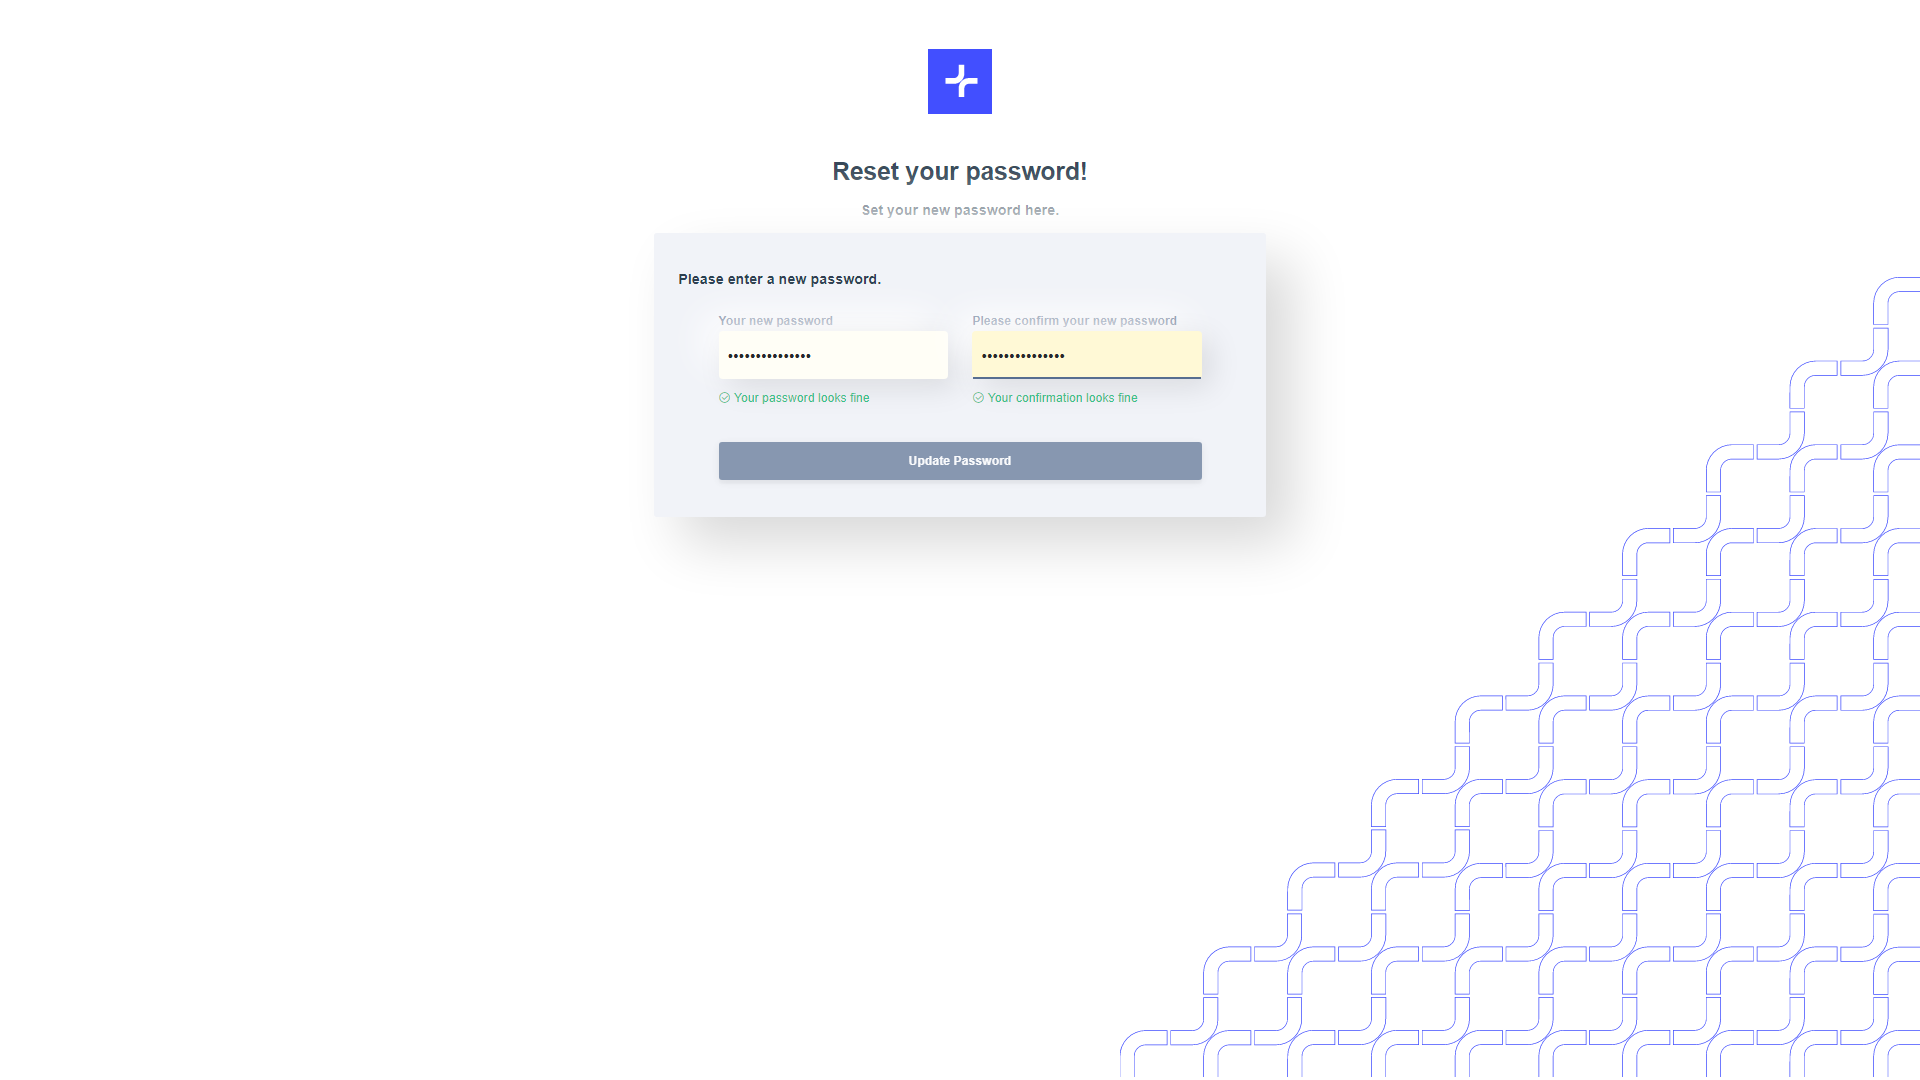 Reset your password!
Set your new password here.
Please enter a new password.
Your new password
Please confirm your new password
•••••••••••••••
•••••••••••••••
Your password looks fine
Your confirmation looks fine
Update Password